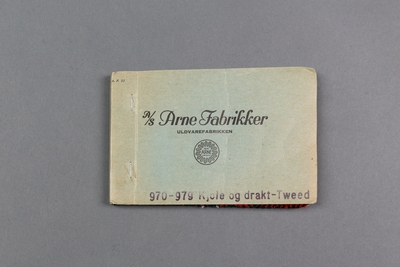 A/S Arne Fabrikker
ULDVAREFABRIKKEN
970-979 Kjole og drakt-Tweed